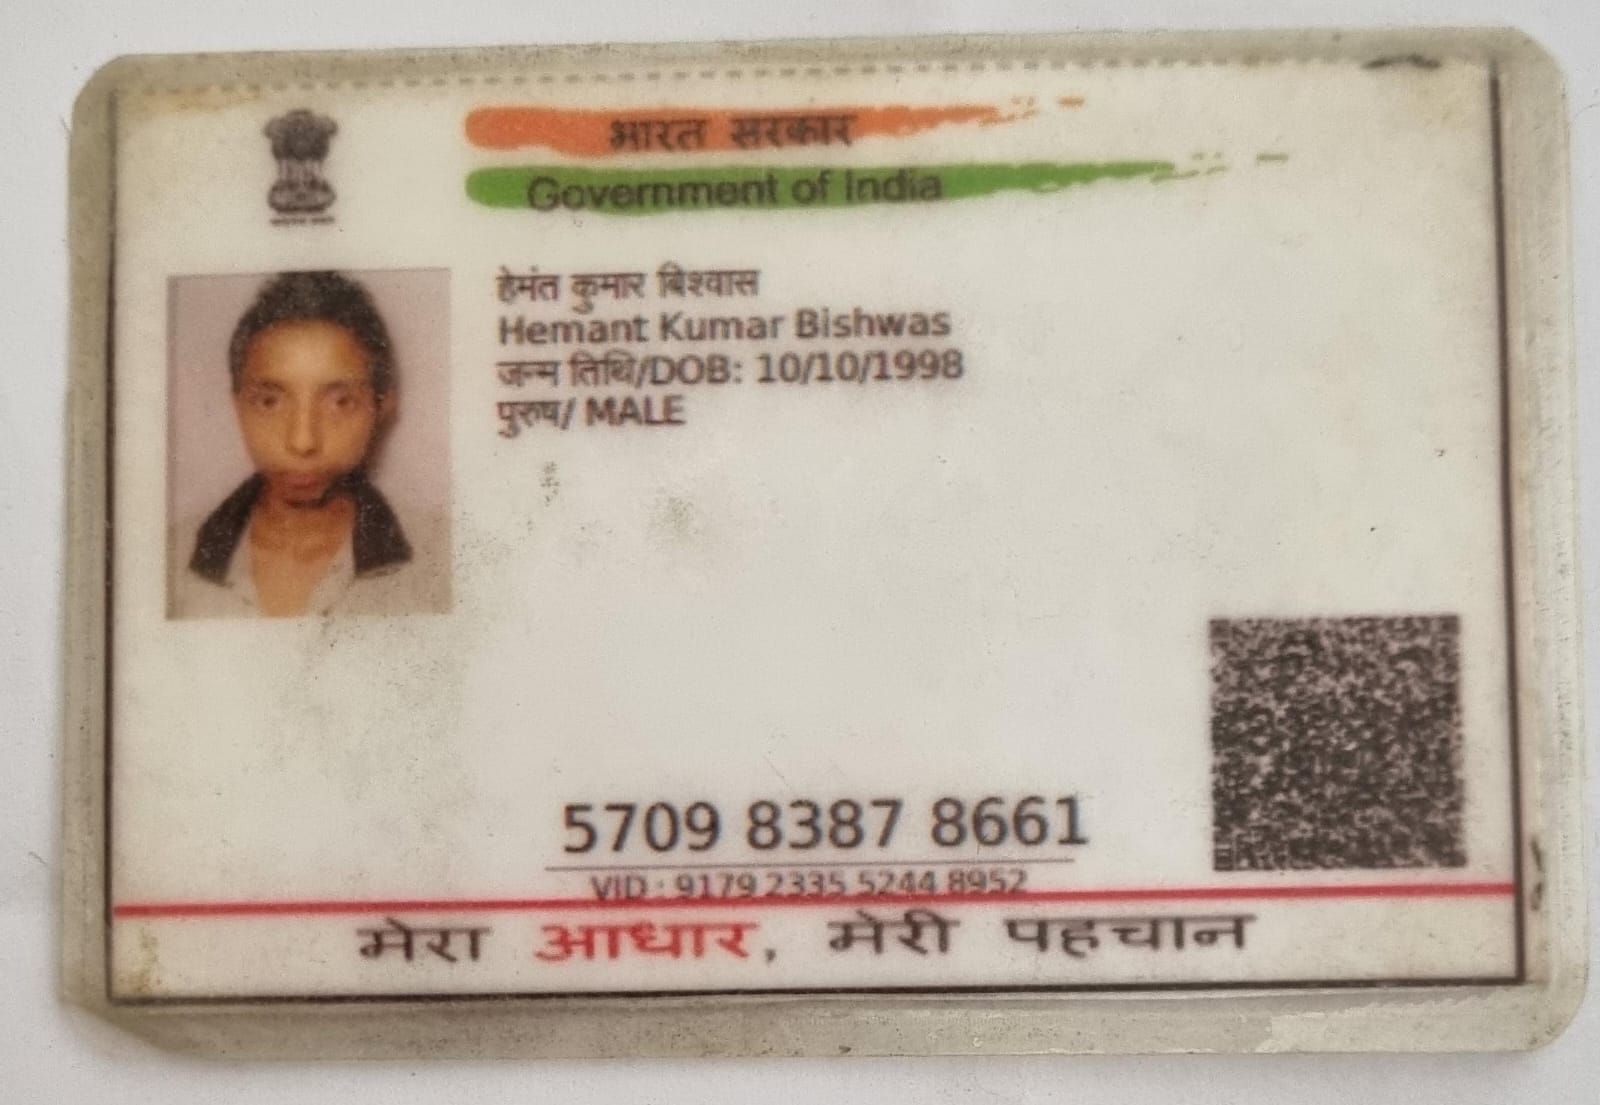 भारत सरकार
Government of India
हेमंत कुमार बिश्वास
Hemant Kumar Bishwas
जन्म तिथि/DOB: 10/10/1998
पुरुष/ MALE
5709 8387 8661
VID : 9179 2335 5244 8952
मेरा आधार, मेरी पहचान